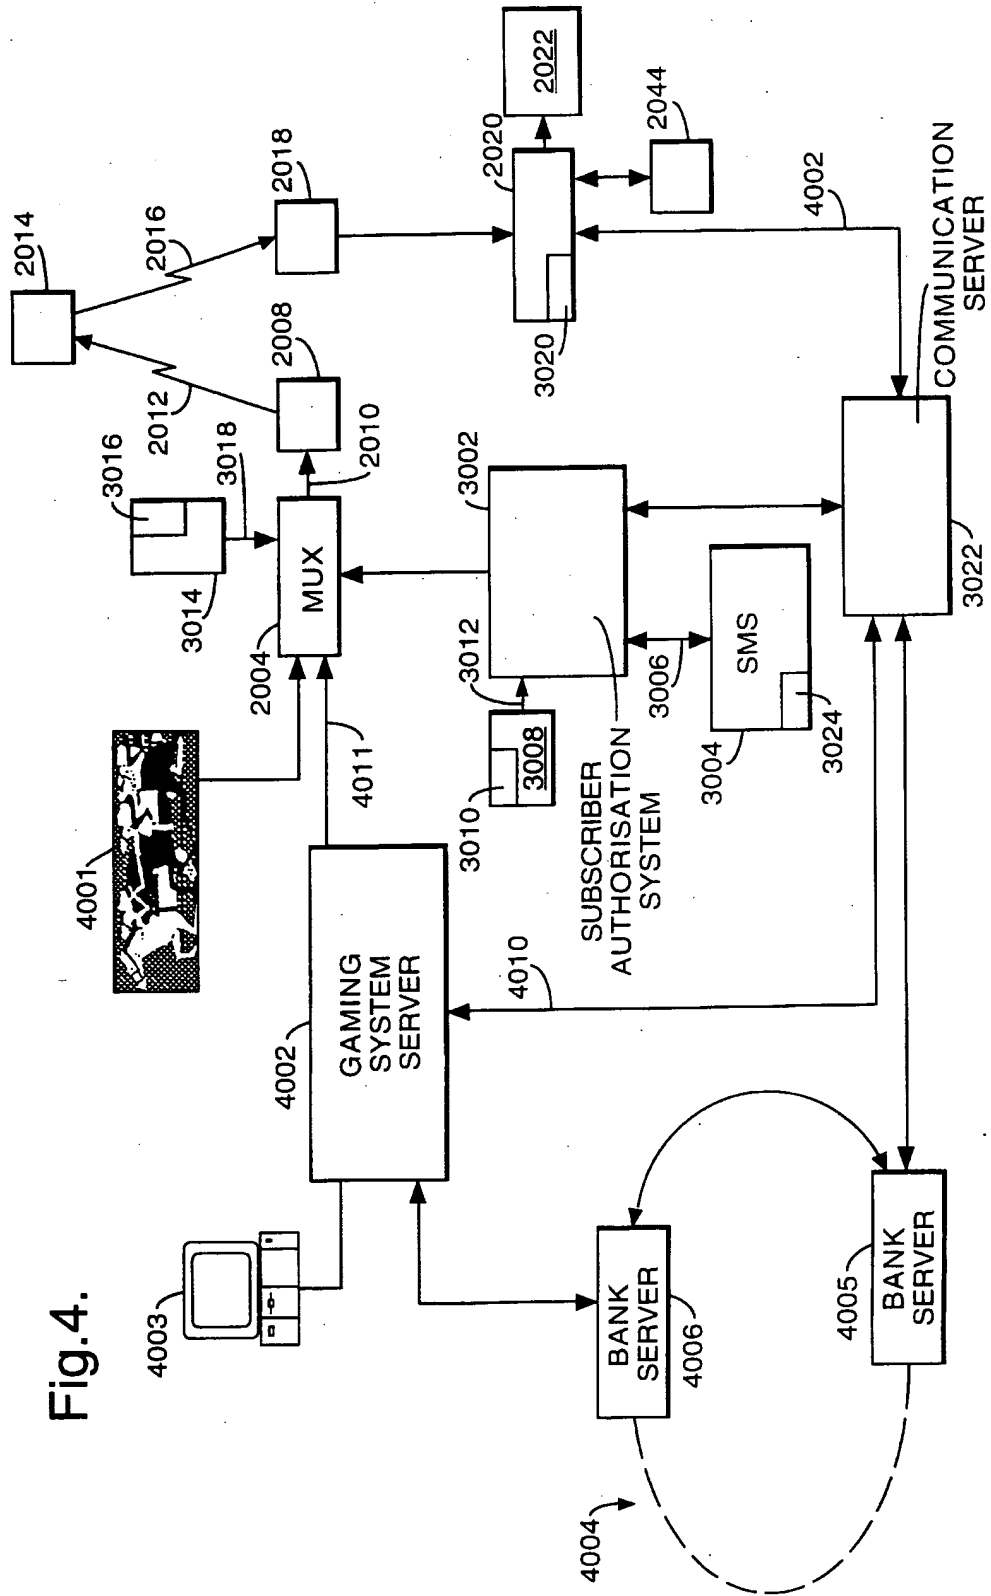 Fig.4.
4003
4001
4002
GAMING
SYSTEM
SERVER
4011
2004
MUX
3014
3016
3018
2010
2008
2012
2014
2016
2018
2020
2022
2044
3020
4002
3002
3012
3010
3008
SUBSCRIBER
AUTHORISATION
SYSTEM
3006
SMS
3004
3024
4010
3022
COMMUNICATION
SERVER
BANK
SERVER
4006
4005
BANK
SERVER
4004